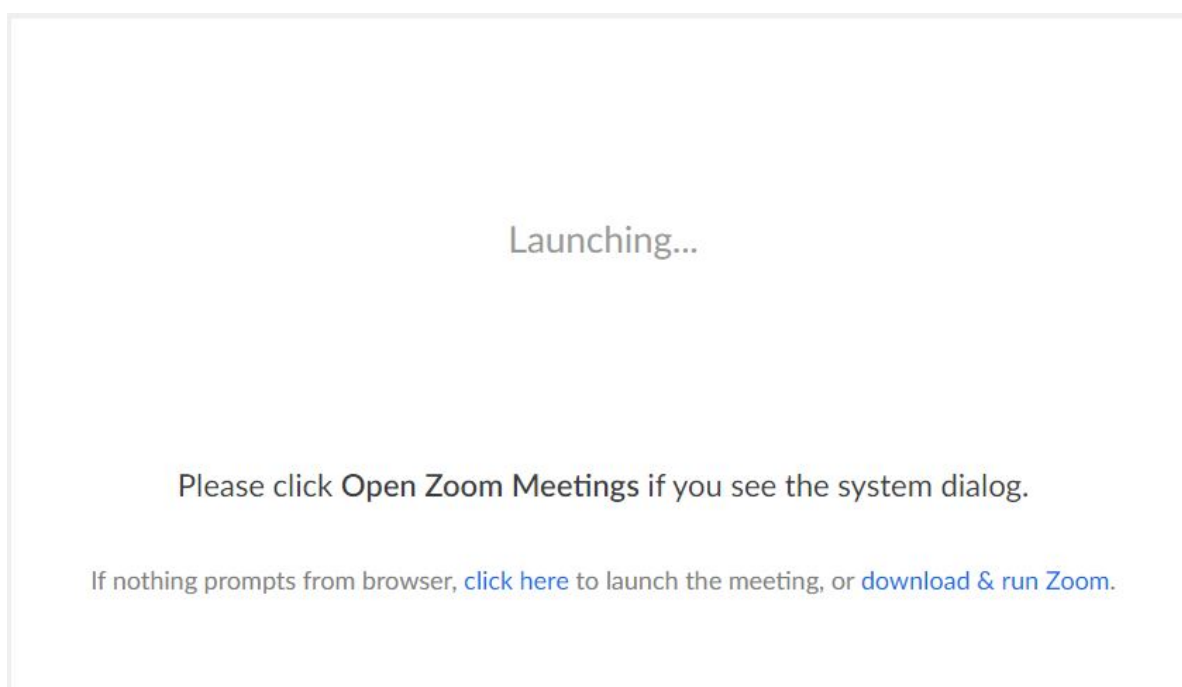 Launching...
Please click Open Zoom Meetings if you see the system dialog.
If nothing prompts from browser, click here to launch the meeting, or download & run Zoom.